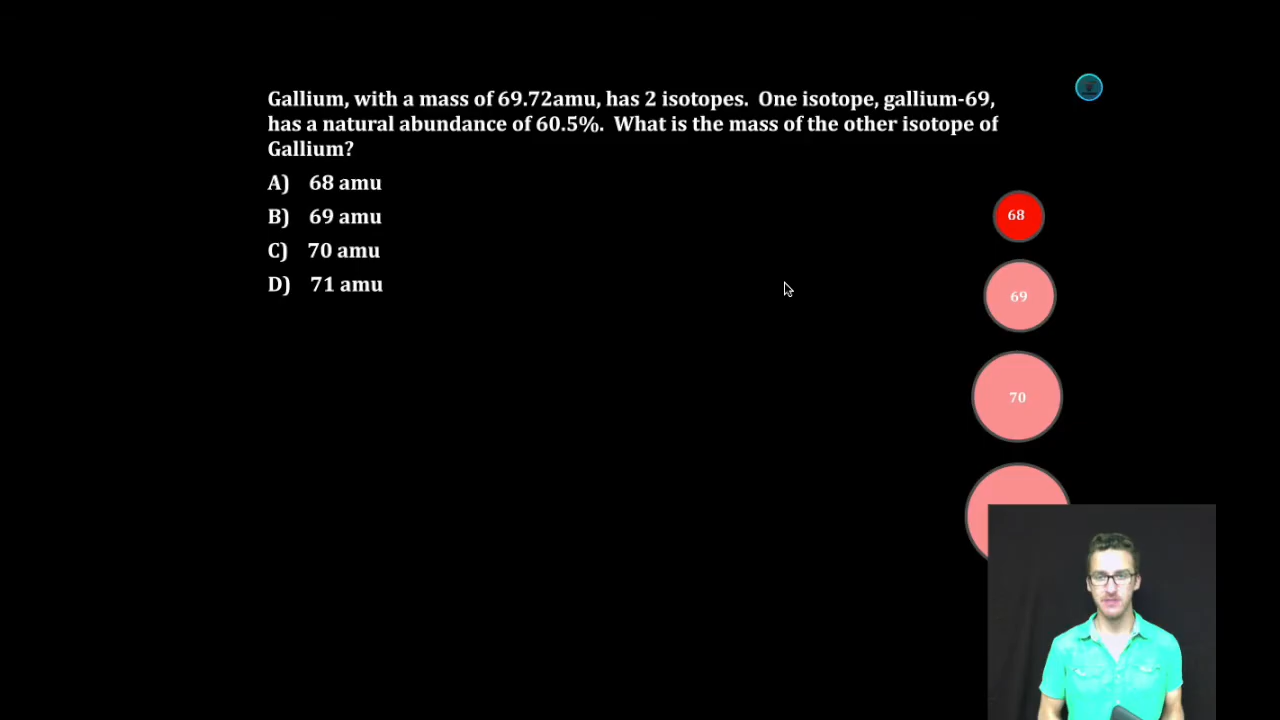 Gallium, with a mass of 69.72amu, has 2 isotopes.  One isotope, gallium-69,
has a natural abundance of 60.5%.  What is the mass of the other isotope of
Gallium?
A) 68 amu
B) 69 amu
C) 70 amu
D) 71 amu
68
69
70